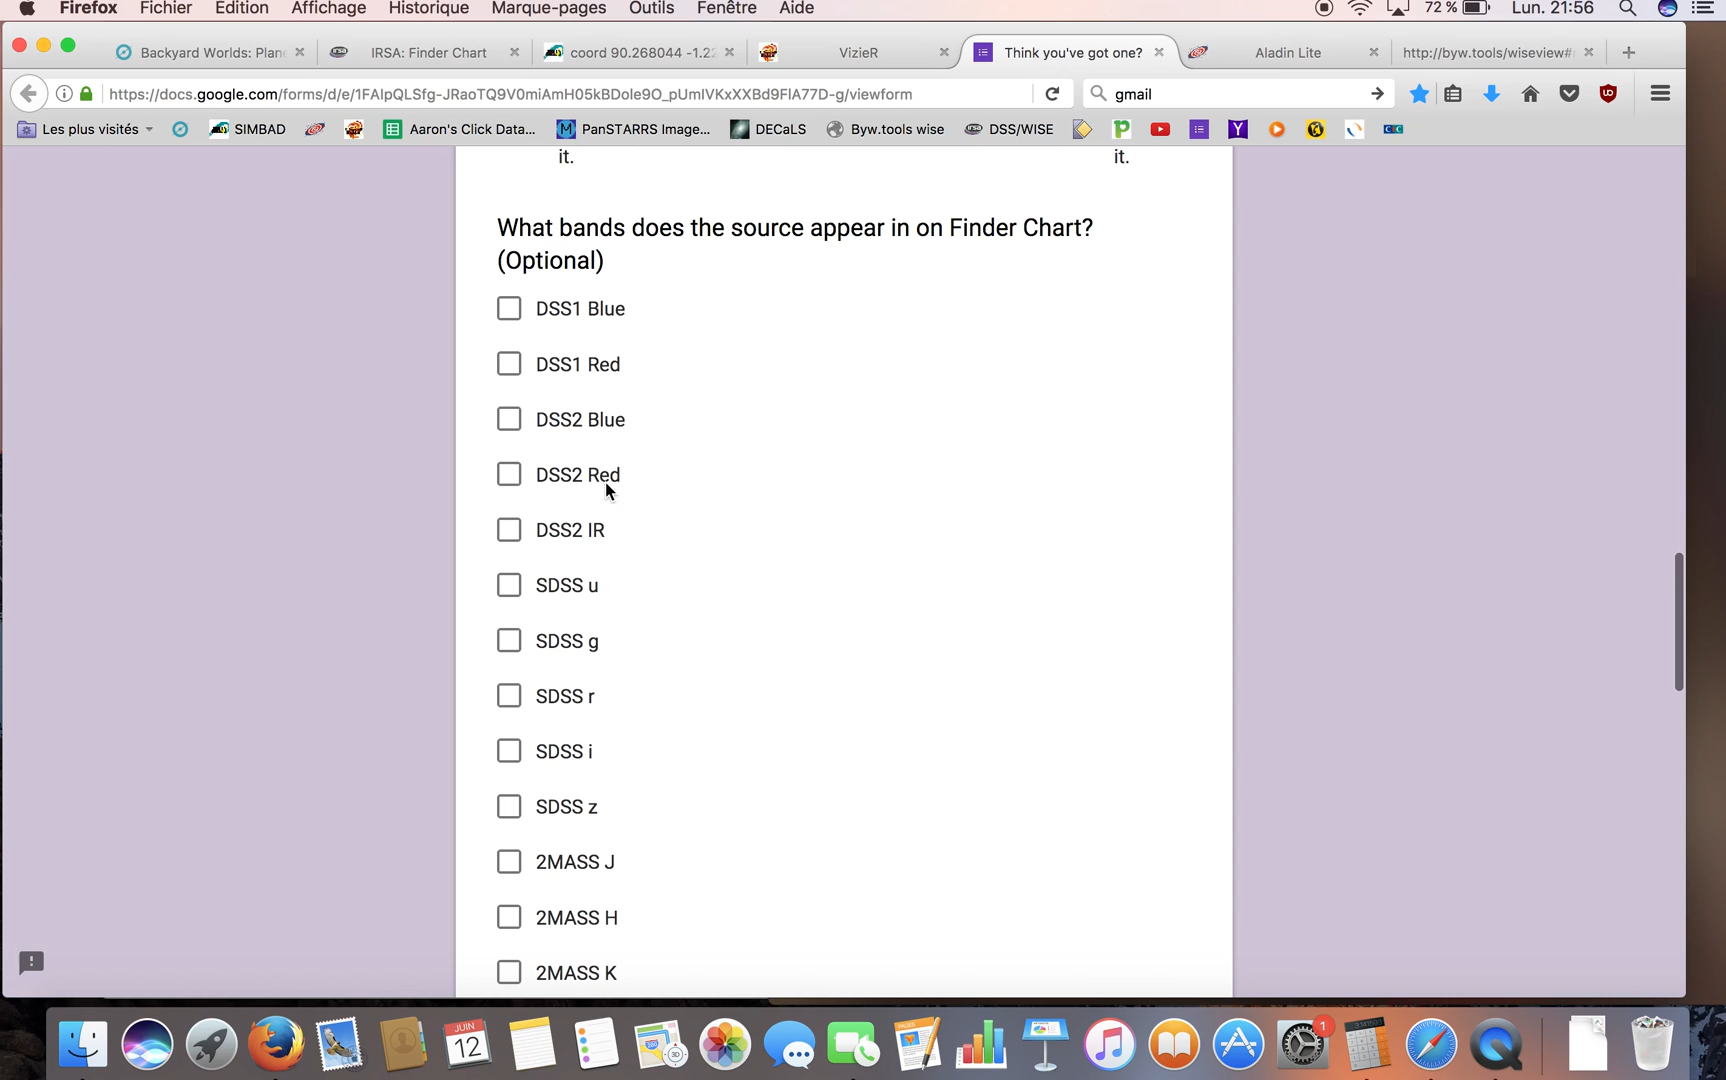 Firefox Fichier Edition Affichage Historique Marque-pages Outils Fenêtre Aide 72 % Lun. 21:56
Backyard Worlds: Plan IRSA: Finder Chart coord 90.268044 -1.22 VizieR Think you've got one? Aladin Lite http://byw.tools/wiseview#
https://docs.google.com/forms/d/e/ gmail
Les plus visités SIMBAD Aaron's Click Data... PanSTARRS Image... DECaLS Byw.tools wise DSS/WISE
it. it.
What bands does the source appear in on Finder Chart?
(Optional)
DSS1 Blue
DSS1 Red
DSS2 Blue
DSS2 Red
DSS2 IR
SDSS u
SDSS g
SDSS r
SDSS i
SDSS z
2MASS J
2MASS H
2MASS K
JUIN
12
PAGES
1